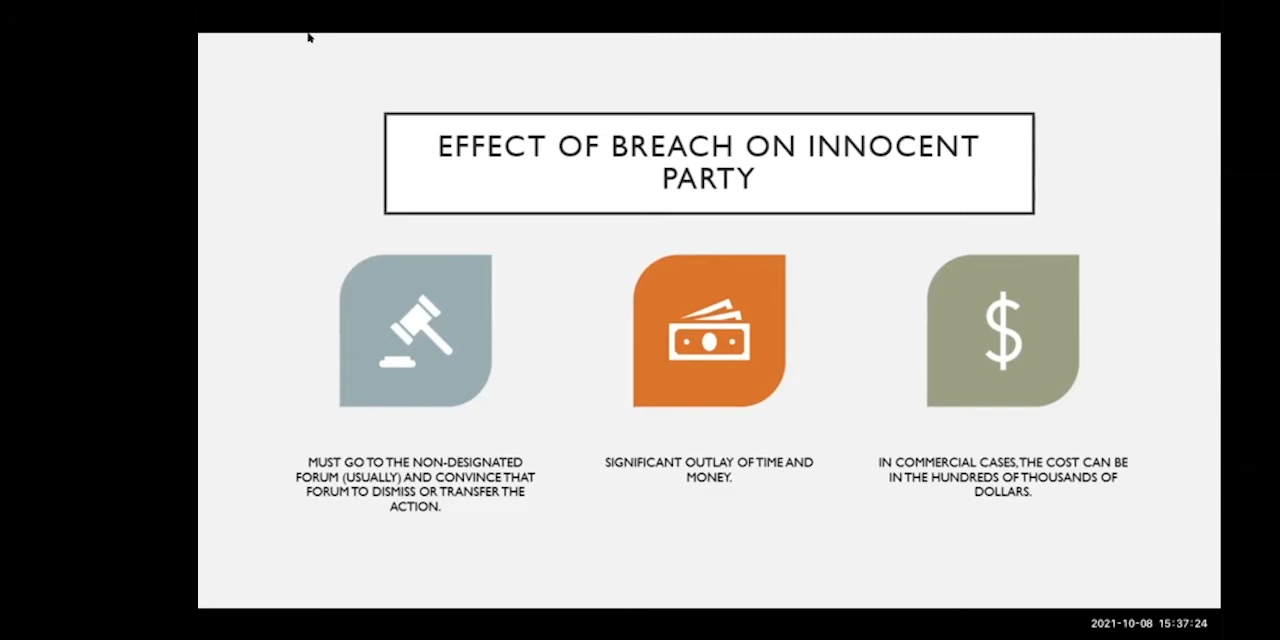 EFFECT OF BREACH ON INNOCENT
PARTY
MUST GO TO THE NON-DESIGNATED
FORUM (USUALLY) AND CONVINCE THAT
FORUM TO DISMISS OR TRANSFER THE
ACTION.
SIGNIFICANT OUTLAY OF TIME AND
MONEY.
IN COMMERCIAL CASES, THE COST CAN BE
IN THE HUNDREDS OF THOUSANDS OF
DOLLARS.
2021-10-08 15:37:24